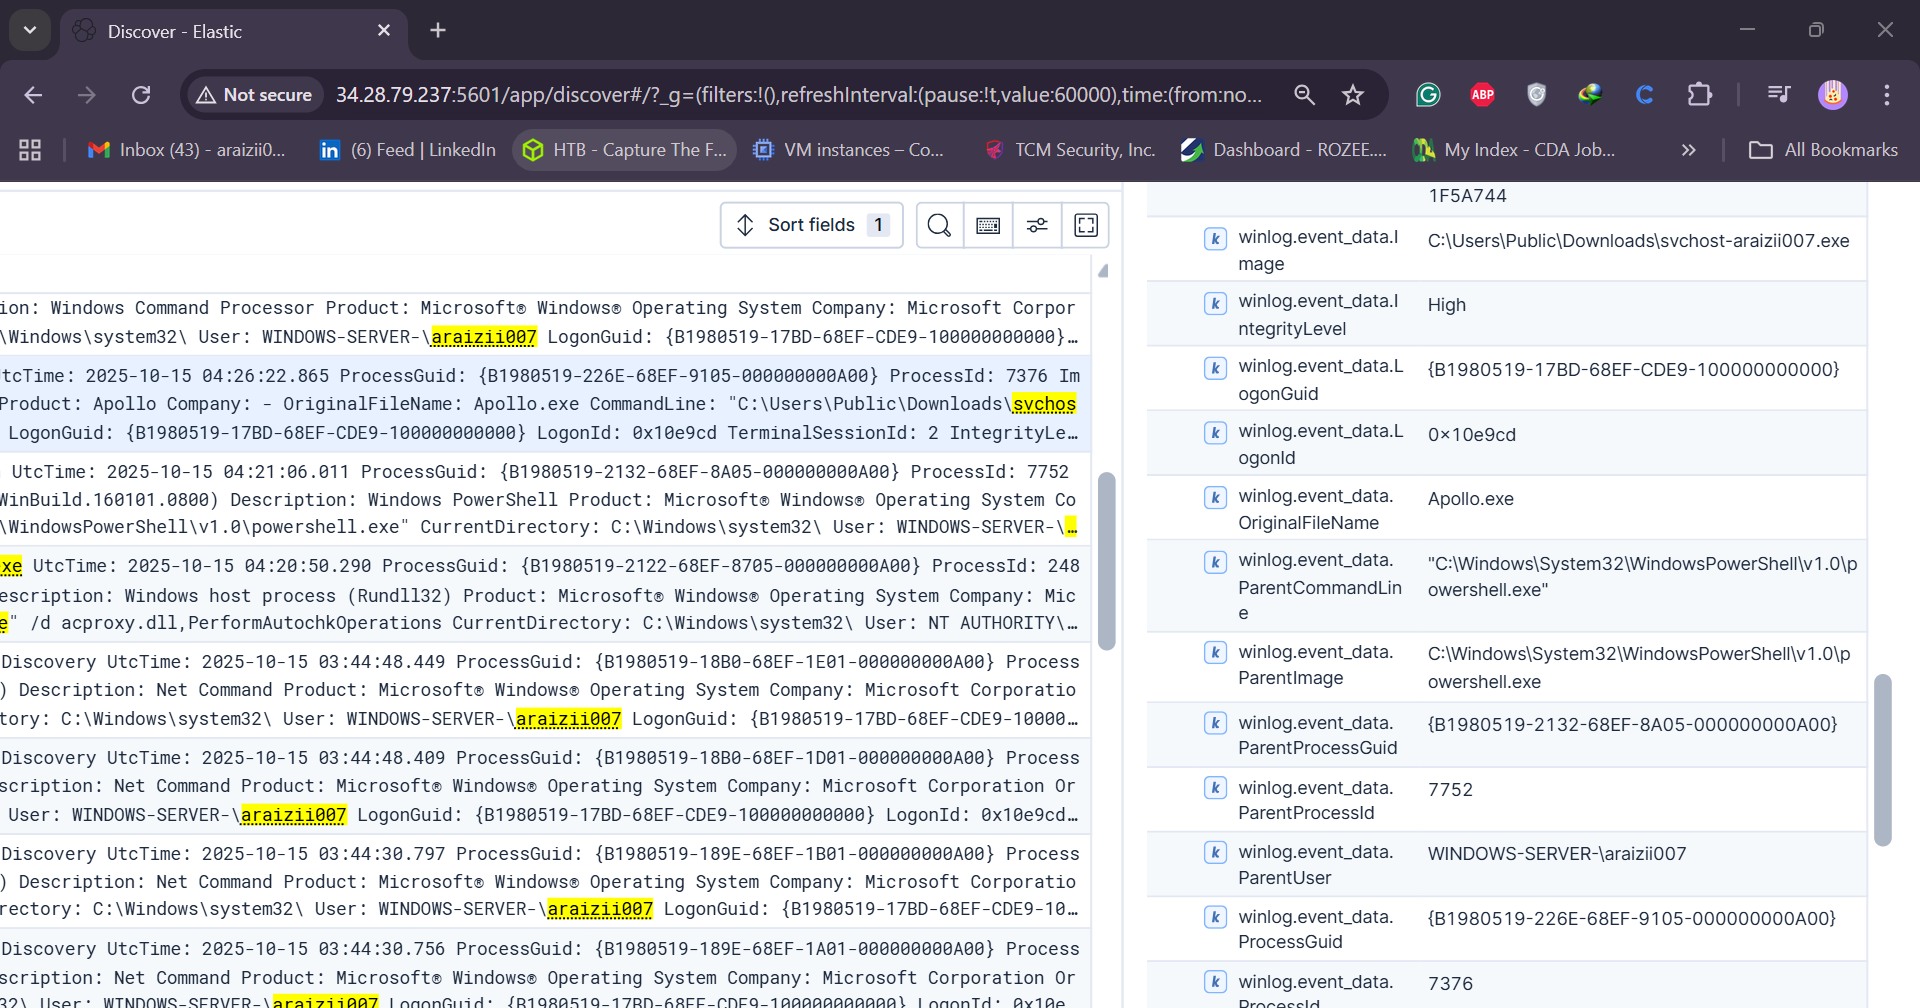 Discover - Elastic
Not secure
34.28.79.237:5601/app/discover#/?_g=(filters:!(),refreshInterval:(pause:!t,value:60000),time:(from:no...
ABP
C
Inbox (43) - araizii0...
in
(6) Feed | LinkedIn
HTB - Capture The F...
VM instances – Co...
TCM Security, Inc.
Dashboard - ROZEE....
My Index - CDA Job...
All Bookmarks
Sort fields 1
ion: Windows Command Processor Product: Microsoft® Windows® Operating System Company: Microsoft Corpor
\Windows\system32\ User: WINDOWS-SERVER-\araizii007 LogonGuid: {B1980519-17BD-68EF-CDE9-100000000000}…
UtcTime: 2025-10-15 04:26:22.865 ProcessGuid: {B1980519-226E-68EF-9105-000000000A00} ProcessId: 7376 Im
Product: Apollo Company: - OriginalFileName: Apollo.exe CommandLine: "C:\Users\Public\Downloads\svchos
LogonGuid: {B1980519-17BD-68EF-CDE9-100000000000} LogonId: 0x10e9cd TerminalSessionId: 2 IntegrityLe…
UtcTime: 2025-10-15 04:21:06.011 ProcessGuid: {B1980519-2132-68EF-8A05-000000000A00} ProcessId: 7752
WinBuild.160101.0800) Description: Windows PowerShell Product: Microsoft® Windows® Operating System Co
\WindowsPowerShell\v1.0\powershell.exe" CurrentDirectory: C:\Windows\system32\ User: WINDOWS-SERVER-\…
xe UtcTime: 2025-10-15 04:20:50.290 ProcessGuid: {B1980519-2122-68EF-8705-000000000A00} ProcessId: 248
escription: Windows host process (Rundll32) Product: Microsoft® Windows® Operating System Company: Mic
e" /d acproxy.dll,PerformAutochkOperations CurrentDirectory: C:\Windows\system32\ User: NT AUTHORITY\…
Discovery UtcTime: 2025-10-15 03:44:48.449 ProcessGuid: {B1980519-18B0-68EF-1E01-000000000A00} Process
) Description: Net Command Product: Microsoft® Windows® Operating System Company: Microsoft Corporatio
tory: C:\Windows\system32\ User: WINDOWS-SERVER-\araizii007 LogonGuid: {B1980519-17BD-68EF-CDE9-10000…
Discovery UtcTime: 2025-10-15 03:44:48.409 ProcessGuid: {B1980519-18B0-68EF-1D01-000000000A00} Process
scription: Net Command Product: Microsoft® Windows® Operating System Company: Microsoft Corporation Or
User: WINDOWS-SERVER-\araizii007 LogonGuid: {B1980519-17BD-68EF-CDE9-100000000000} LogonId: 0x10e9cd…
Discovery UtcTime: 2025-10-15 03:44:30.797 ProcessGuid: {B1980519-189E-68EF-1B01-000000000A00} Process
) Description: Net Command Product: Microsoft® Windows® Operating System Company: Microsoft Corporatio
rectory: C:\Windows\system32\ User: WINDOWS-SERVER-\araizii007 LogonGuid: {B1980519-17BD-68EF-CDE9-10…
Discovery UtcTime: 2025-10-15 03:44:30.756 ProcessGuid: {B1980519-189E-68EF-1A01-000000000A00} Process
scription: Net Command Product: Microsoft® Windows® Operating System Company: Microsoft Corporation Or
32\ User: WINDOWS-SERVER-\araizii007 LogonGuid: {B1980519-17BD-68EF-CDE9-100000000000} LogonId: 0x10e…
1F5A744
k winlog.event_data.I
mage
C:\Users\Public\Downloads\svchost-araizii007.exe
k winlog.event_data.I
ntegrityLevel
High
k winlog.event_data.L
ogonGuid
{B1980519-17BD-68EF-CDE9-100000000000}
k winlog.event_data.L
ogonId
0x10e9cd
k winlog.event_data.
OriginalFileName
Apollo.exe
k winlog.event_data.
ParentCommandLin
e
"C:\Windows\System32\WindowsPowerShell\v1.0\p
owershell.exe"
k winlog.event_data.
ParentImage
C:\Windows\System32\WindowsPowerShell\v1.0\p
owershell.exe
k winlog.event_data.
ParentProcessGuid
{B1980519-2132-68EF-8A05-000000000A00}
k winlog.event_data.
ParentProcessId
7752
k winlog.event_data.
ParentUser
WINDOWS-SERVER-\araizii007
k winlog.event_data.
ProcessGuid
{B1980519-226E-68EF-9105-000000000A00}
k winlog.event_data.
ProcessId
7376